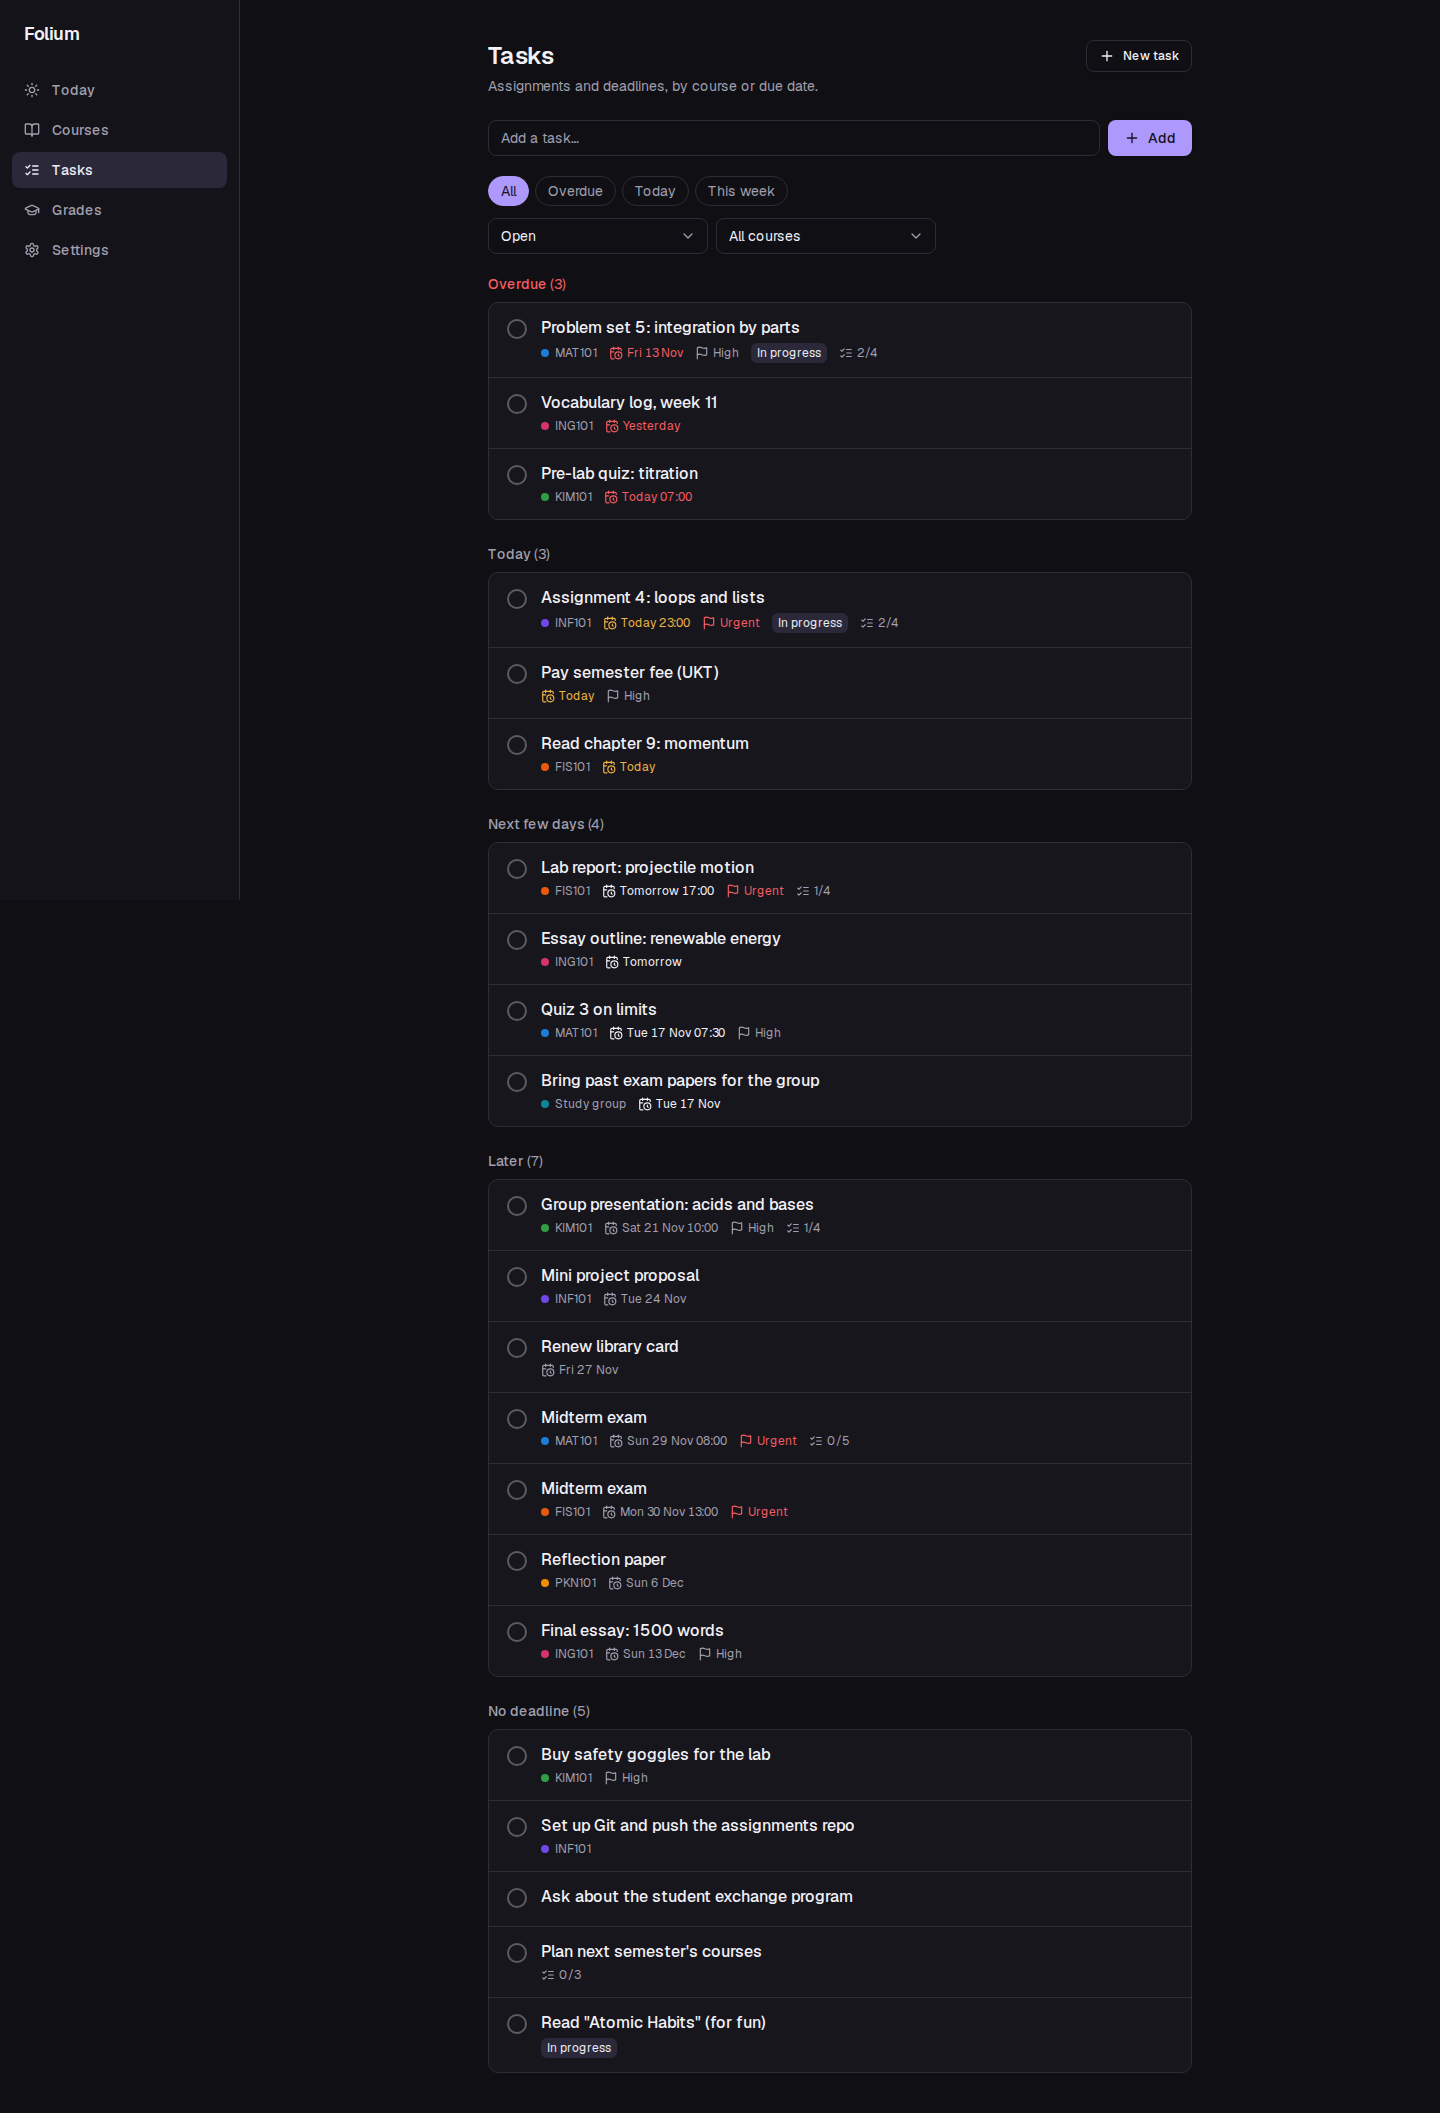 Folium
Today
Courses
Tasks
Grades
Settings
Tasks
New task
Assignments and deadlines, by course or due date.
Add a task…
Add
All Overdue Today This week
Open All courses
Overdue (3)
Problem set 5: integration by parts
MAT101 Fri 13 Nov High In progress 2/4
Vocabulary log, week 11
ING101 Yesterday
Pre-lab quiz: titration
KIM101 Today 07:00
Today (3)
Assignment 4: loops and lists
INF101 Today 23:00 Urgent In progress 2/4
Pay semester fee (UKT)
Today High
Read chapter 9: momentum
FIS101 Today
Next few days (4)
Lab report: projectile motion
FIS101 Tomorrow 17:00 Urgent 1/4
Essay outline: renewable energy
ING101 Tomorrow
Quiz 3 on limits
MAT101 Tue 17 Nov 07:30 High
Bring past exam papers for the group
Study group Tue 17 Nov
Later (7)
Group presentation: acids and bases
KIM101 Sat 21 Nov 10:00 High 1/4
Mini project proposal
INF101 Tue 24 Nov
Renew library card
Fri 27 Nov
Midterm exam
MAT101 Sun 29 Nov 08:00 Urgent 0/5
Midterm exam
FIS101 Mon 30 Nov 13:00 Urgent
Reflection paper
PKN101 Sun 6 Dec
Final essay: 1500 words
ING101 Sun 13 Dec High
No deadline (5)
Buy safety goggles for the lab
KIM101 High
Set up Git and push the assignments repo
INF101
Ask about the student exchange program
Plan next semester's courses
0/3
Read "Atomic Habits" (for fun)
In progress